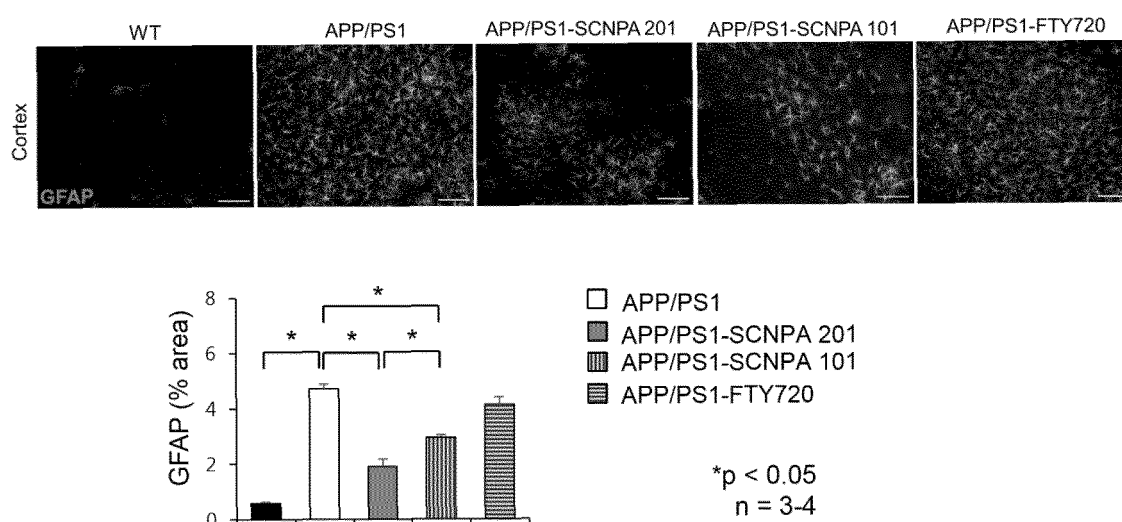 WT APP/PS1 APP/PS1-SCNPA 201 APP/PS1-SCNPA 101 APP/PS1-FTY720
Cortex
GFAP
GFAP (% area)
8
6
4
2
0
* * * *
APP/PS1
APP/PS1-SCNPA 201
APP/PS1-SCNPA 101
APP/PS1-FTY720
*p < 0.05
n = 3-4